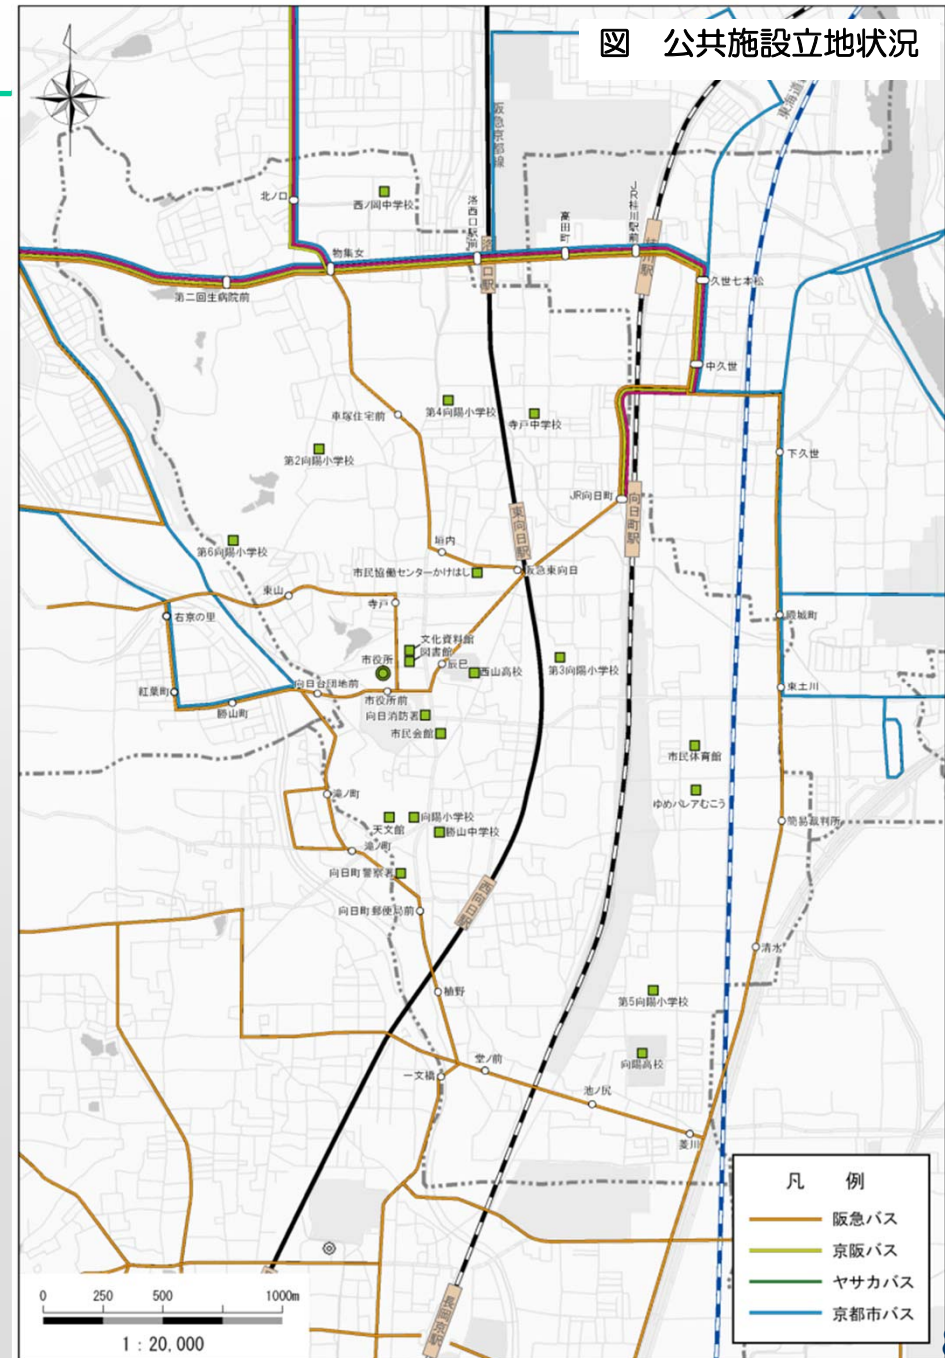 図　公共施設立地状況
東海道
阪急京都線
北ノ口
西ノ岡中学校
洛西口駅前
高田町
JR桂川駅前
物集女
第二回生病院前
久世七本松
中久世
車塚住宅前
第4向陽小学校
寺戸中学校
下久世
第2向陽小学校
JR向日町
向日町駅
東向日駅
垣内
第6向陽小学校
市民協働センターかけはし
阪急東向日
東山
寺戸
右京の里
殿城町
文化資料館
図書館
市役所
辰巳
西山高校
第3向陽小学校
向日台団地前
紅葉町
市役所前
東土川
勝山町
向日消防署
市民会館
市民体育館
滝ノ町
ゆめパレアむこう
天文館
向陽小学校
勝山中学校
簡易裁判所
滝ノ町
向日町警察署
西向日駅
向日町郵便局前
清水
植野
第5向陽小学校
堂ノ前
向陽高校
一文橋
池ノ尻
菱川
長岡京駅
凡　例
阪急バス
京阪バス
ヤサカバス
京都市バス
0 250 500 1000m
1：20,000